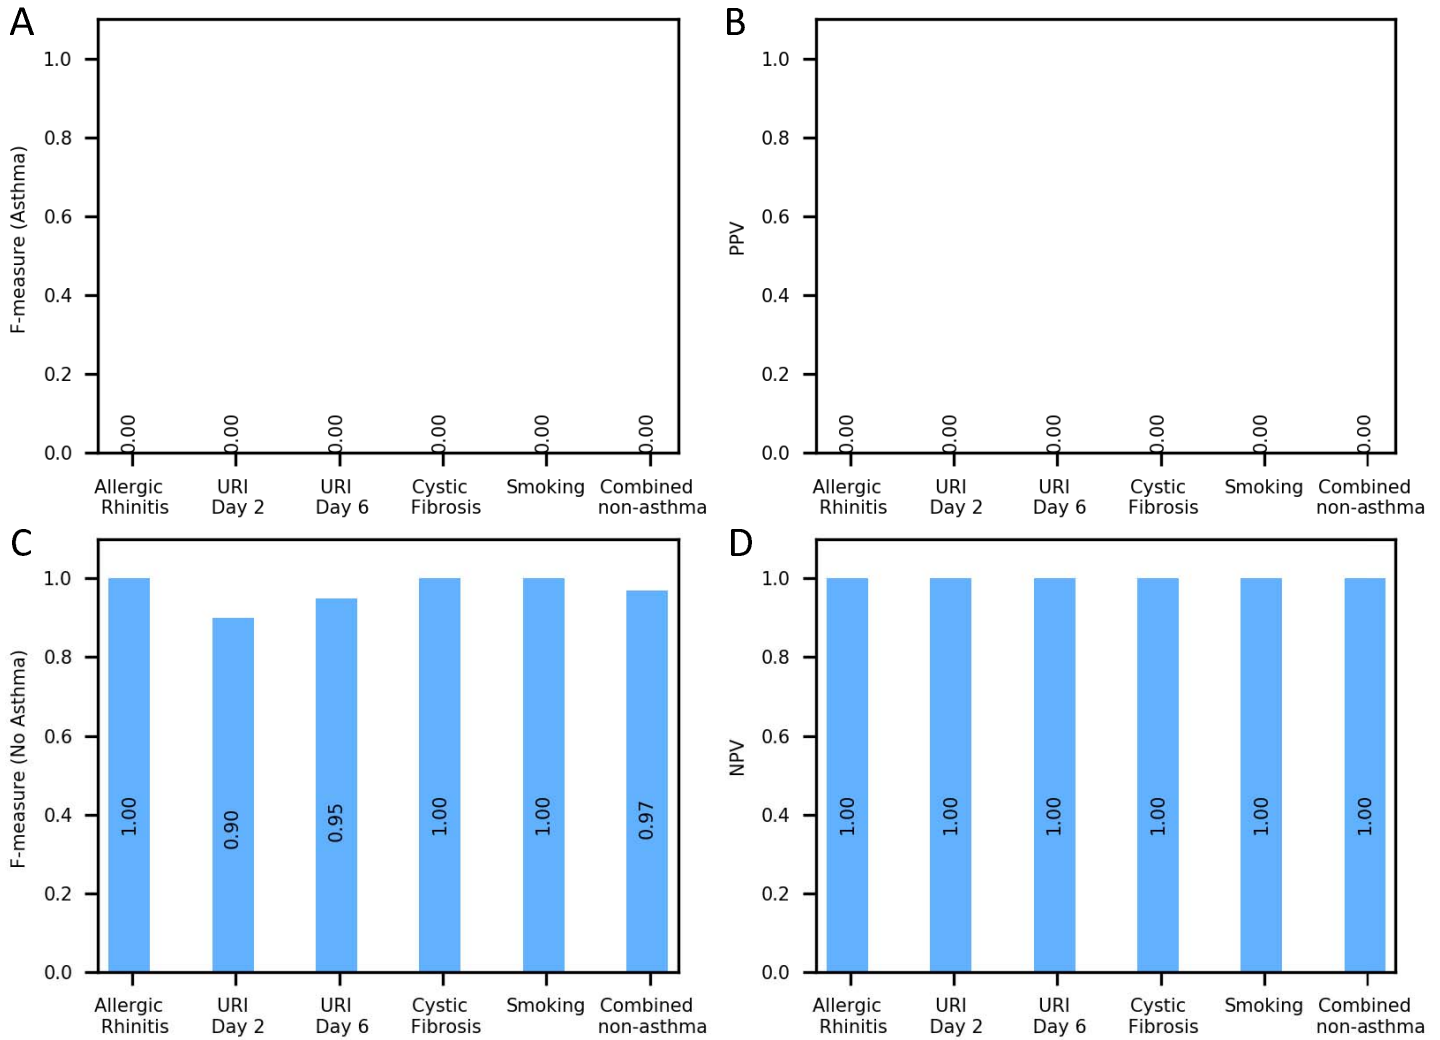 A
F-measure (Asthma)
1.0
0.8
0.6
0.4
0.2
0.0
0.00
0.00
0.00
0.00
0.00
0.00
Allergic Rhinitis
URI Day 2
URI Day 6
Cystic Fibrosis
Smoking
Combined non-asthma
B
PPV
1.0
0.8
0.6
0.4
0.2
0.0
0.00
0.00
0.00
0.00
0.00
0.00
Allergic Rhinitis
URI Day 2
URI Day 6
Cystic Fibrosis
Smoking
Combined non-asthma
C
F-measure (No Asthma)
1.0
0.8
0.6
0.4
0.2
0.0
1.00
0.90
0.95
1.00
1.00
0.97
Allergic Rhinitis
URI Day 2
URI Day 6
Cystic Fibrosis
Smoking
Combined non-asthma
D
NPV
1.0
0.8
0.6
0.4
0.2
0.0
1.00
1.00
1.00
1.00
1.00
1.00
Allergic Rhinitis
URI Day 2
URI Day 6
Cystic Fibrosis
Smoking
Combined non-asthma